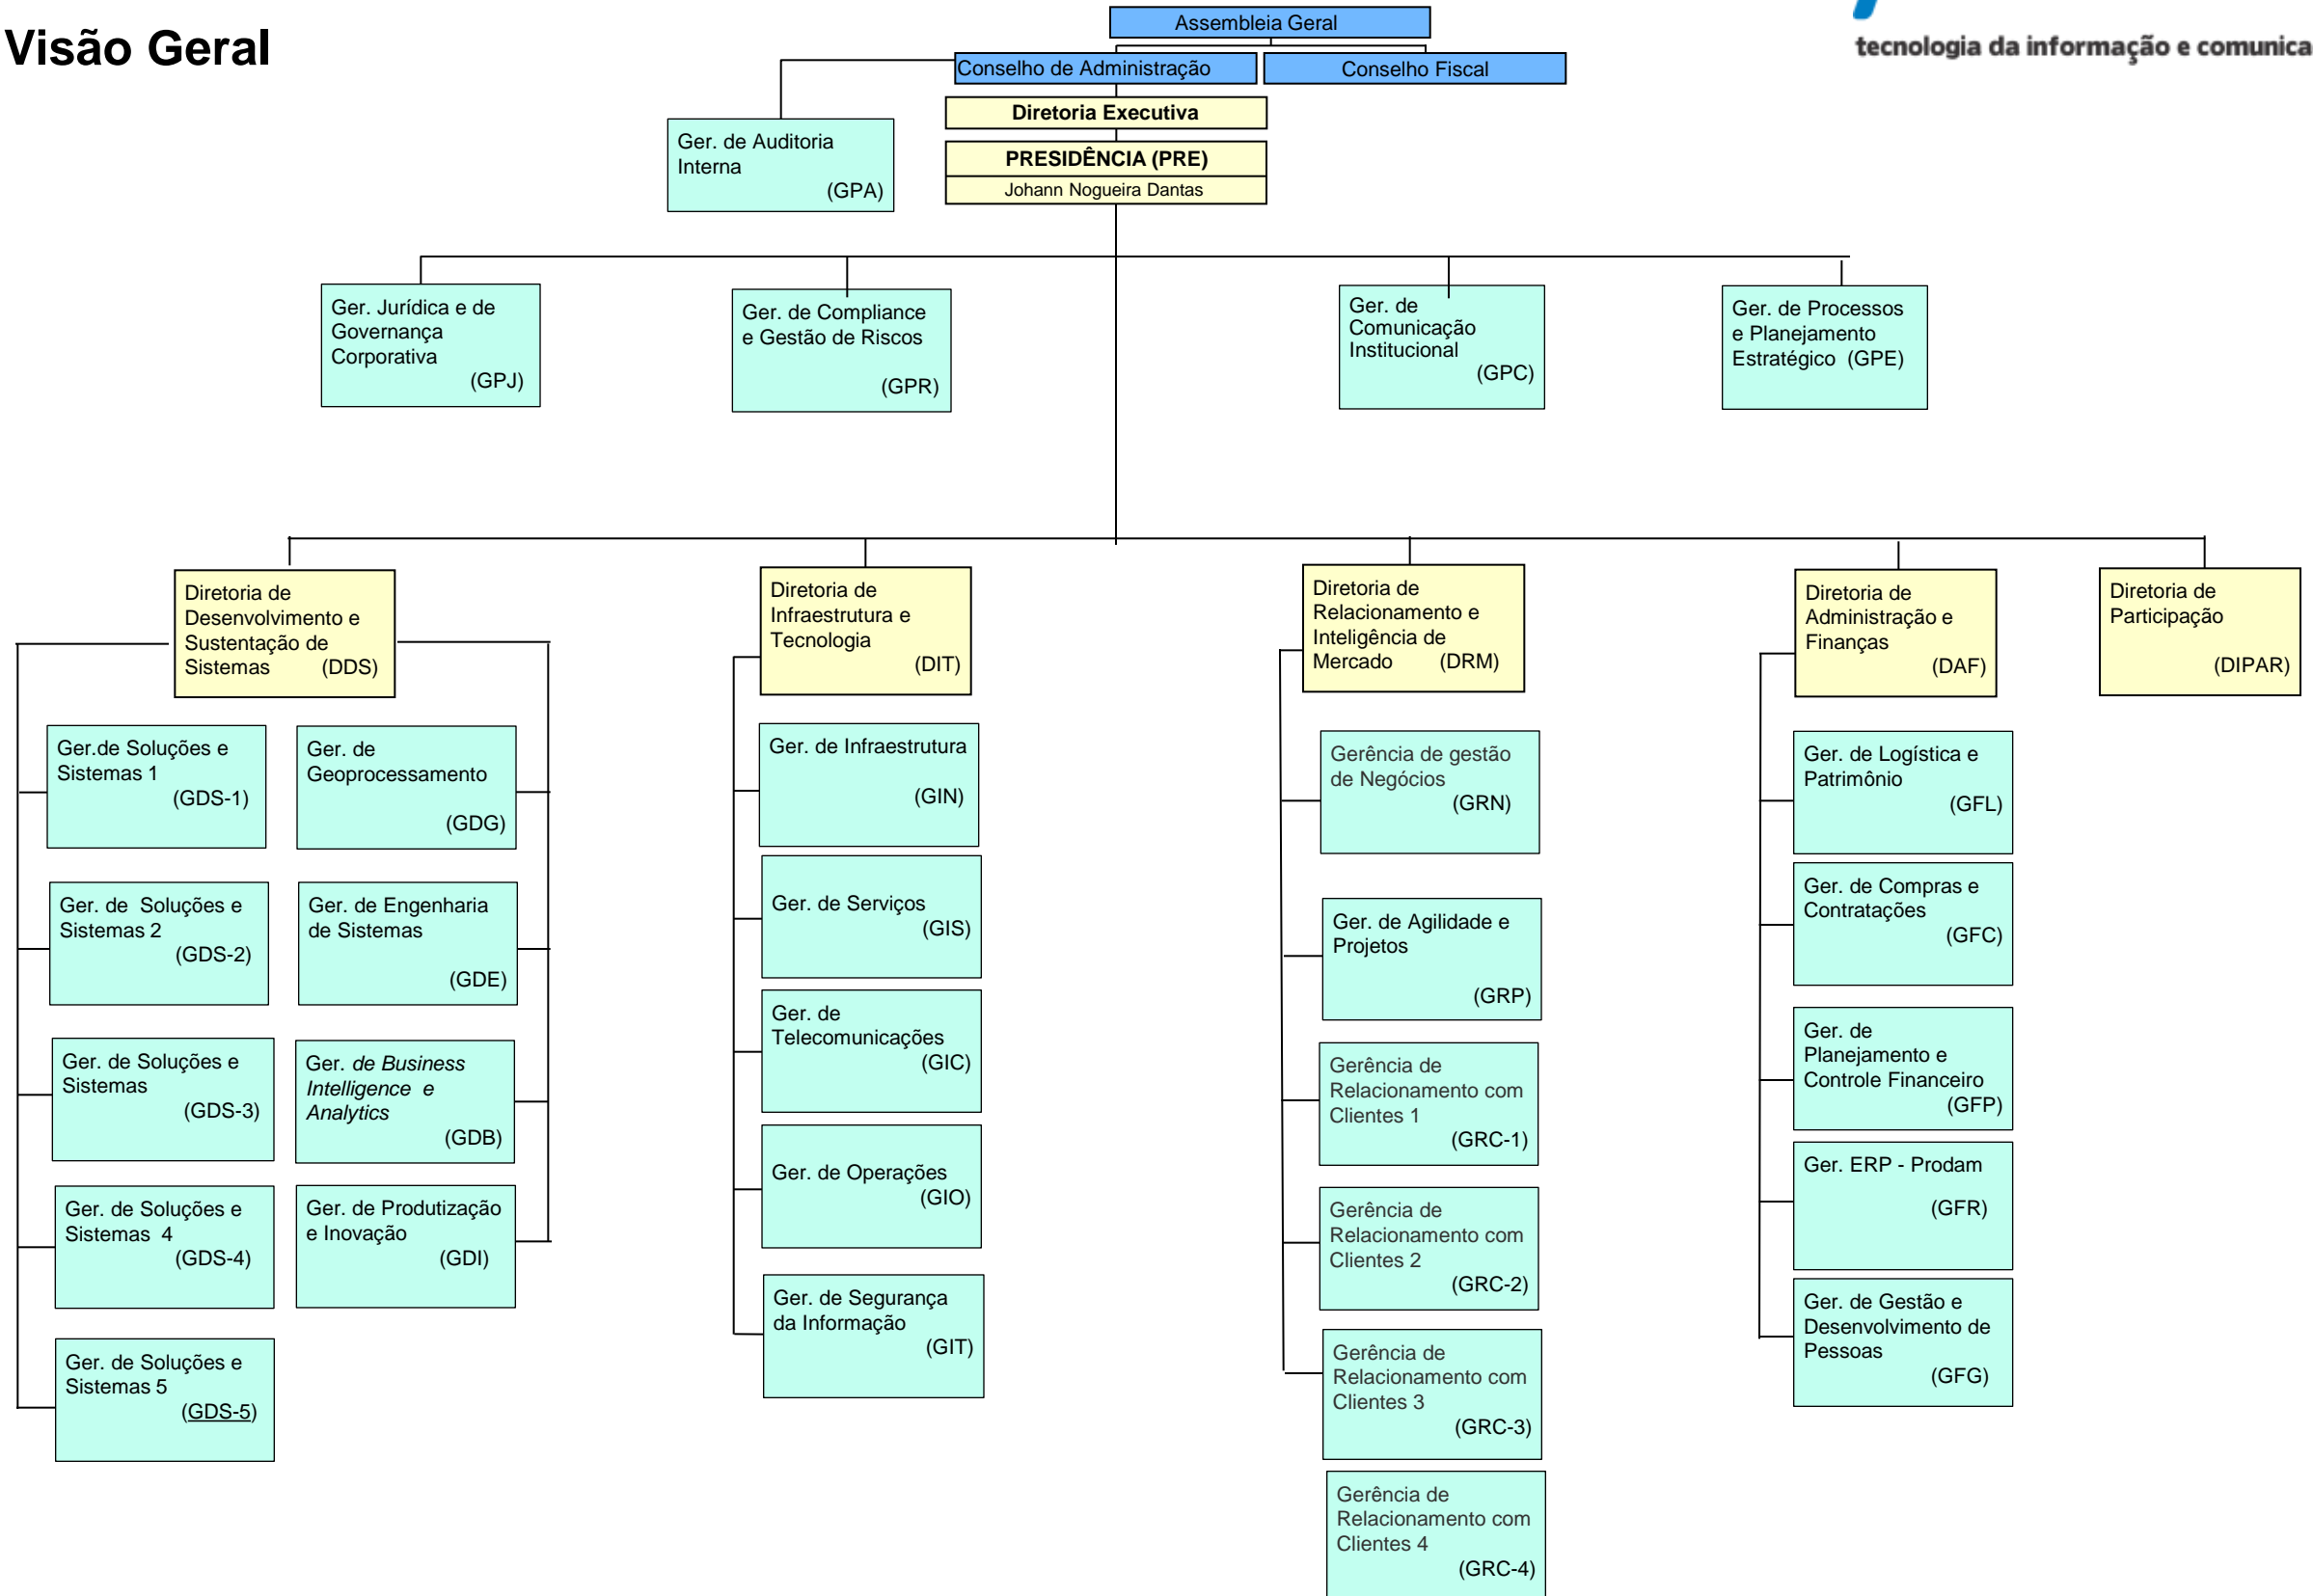 Visão Geral
tecnologia da informação e comunica
Assembleia Geral
Conselho de Administração
Conselho Fiscal
Diretoria Executiva
PRESIDÊNCIA (PRE)
Johann Nogueira Dantas
Ger. de Auditoria
Interna
(GPA)
Ger. Jurídica e de
Governança
Corporativa
(GPJ)
Ger. de Compliance
e Gestão de Riscos
(GPR)
Ger. de
Comunicação
Institucional
(GPC)
Ger. de Processos
e Planejamento
Estratégico (GPE)
Diretoria de
Desenvolvimento e
Sustentação de
Sistemas (DDS)
Ger.de Soluções e
Sistemas 1
(GDS-1)
Ger. de Soluções e
Sistemas 2
(GDS-2)
Ger. de Soluções e
Sistemas
(GDS-3)
Ger. de Soluções e
Sistemas 4
(GDS-4)
Ger. de Soluções e
Sistemas 5
(GDS-5)
Ger. de
Geoprocessamento
(GDG)
Ger. de Engenharia
de Sistemas
(GDE)
Ger. de Business
Intelligence e
Analytics
(GDB)
Ger. de Produtização
e Inovação
(GDI)
Diretoria de
Infraestrutura e
Tecnologia
(DIT)
Ger. de Infraestrutura
(GIN)
Ger. de Serviços
(GIS)
Ger. de
Telecomunicações
(GIC)
Ger. de Operações
(GIO)
Ger. de Segurança
da Informação
(GIT)
Diretoria de
Relacionamento e
Inteligência de
Mercado (DRM)
Gerência de gestão
de Negócios
(GRN)
Ger. de Agilidade e
Projetos
(GRP)
Gerência de
Relacionamento com
Clientes 1
(GRC-1)
Gerência de
Relacionamento com
Clientes 2
(GRC-2)
Gerência de
Relacionamento com
Clientes 3
(GRC-3)
Gerência de
Relacionamento com
Clientes 4
(GRC-4)
Diretoria de
Administração e
Finanças
(DAF)
Ger. de Logística e
Patrimônio
(GFL)
Ger. de Compras e
Contratações
(GFC)
Ger. de
Planejamento e
Controle Financeiro
(GFP)
Ger. ERP - Prodam
(GFR)
Ger. de Gestão e
Desenvolvimento de
Pessoas
(GFG)
Diretoria de
Participação
(DIPAR)